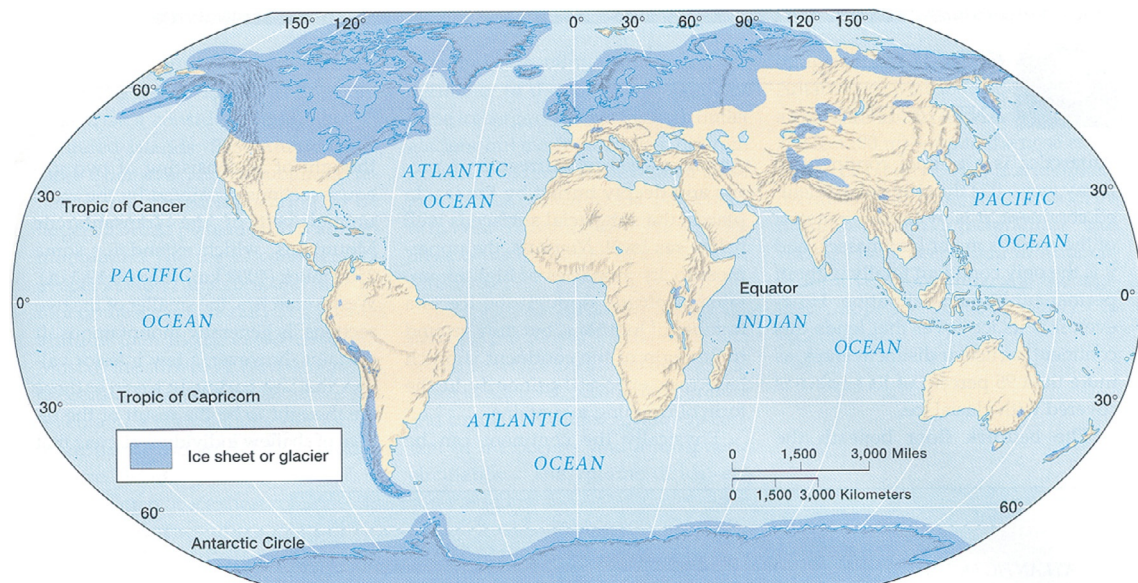 150° 120° 0° 30° 60° 90° 120° 150°
60°
ATLANTIC
OCEAN
30°
30°
PACIFIC
OCEAN
Tropic of Cancer
PACIFIC
OCEAN
0°
Equator
0°
INDIAN
OCEAN
Tropic of Capricorn
30°
30°
ATLANTIC
OCEAN
Ice sheet or glacier
0 1,500 3,000 Miles
0 1,500 3,000 Kilometers
60°
60°
Antarctic Circle